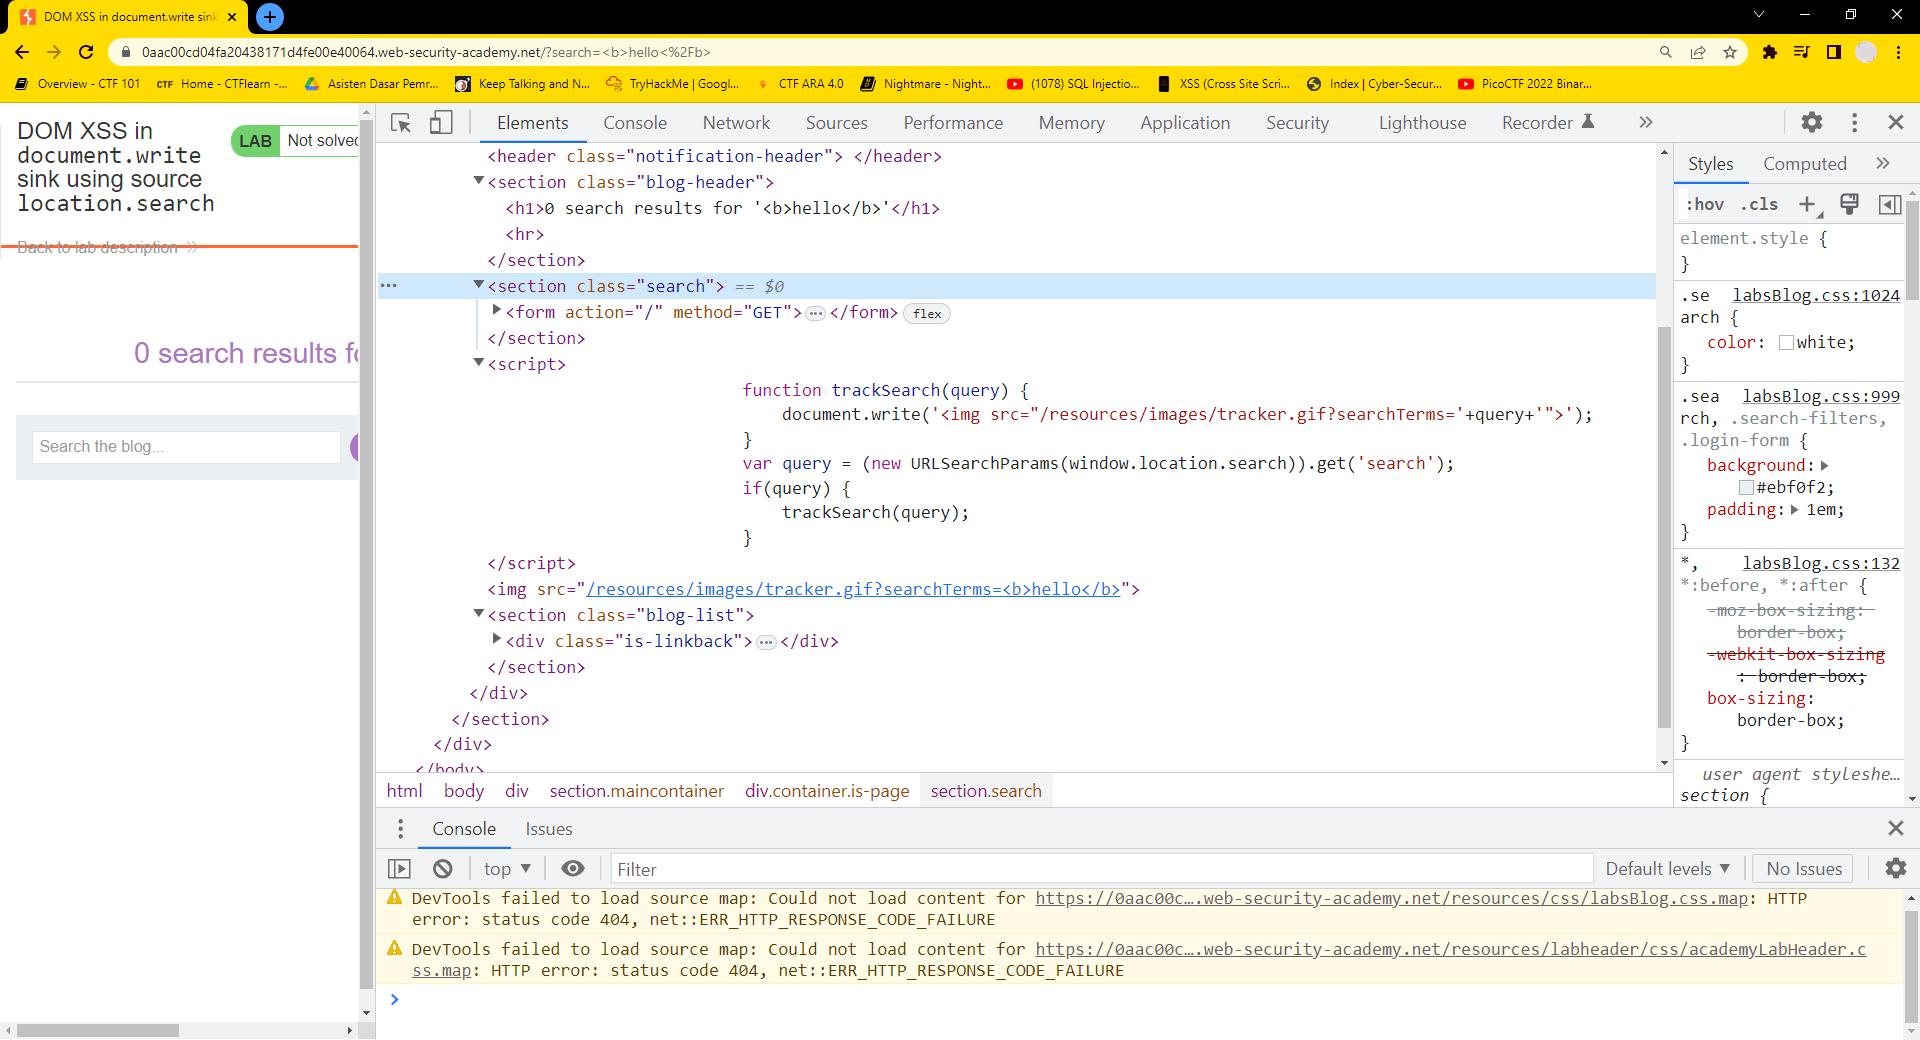 DOM XSS in document.write sink
0aac00cd04fa20438171d4fe00e40064.web-security-academy.net/?search=<b>hello<%2Fb>
Overview - CTF 101
CTF Home - CTFlearn -...
Asisten Dasar Pemr...
Keep Talking and N...
TryHackMe | Googl...
CTF ARA 4.0
Nightmare - Night...
(1078) SQL Injectio...
XSS (Cross Site Scri...
Index | Cyber-Secur...
PicoCTF 2022 Binar...
DOM XSS in
document.write
sink using source
location.search
LAB Not solved
Back to lab description
0 search results fo
Search the blog...
Elements Console Network Sources Performance Memory Application Security Lighthouse Recorder
<header class="notification-header"> </header>
<section class="blog-header">
<h1>0 search results for '<b>hello</b>'</h1>
<hr>
</section>
<section class="search"> == $0
<form action="/" method="GET">…</form> flex
</section>
<script>
function trackSearch(query) {
document.write('<img src="/resources/images/tracker.gif?searchTerms='+query+'">');
}
var query = (new URLSearchParams(window.location.search)).get('search');
if(query) {
trackSearch(query);
}
</script>
<img src="/resources/images/tracker.gif?searchTerms=<b>hello</b>">
<section class="blog-list">
<div class="is-linkback">…</div>
</section>
</div>
</section>
</div>
</body>
html body div section.maincontainer div.container.is-page section.search
Styles Computed
:hov .cls
element.style {
}
.se labsBlog.css:1024
arch {
color: white;
}
.sea labsBlog.css:999
rch, .search-filters,
.login-form {
background:
#ebf0f2;
padding: 1em;
}
*, labsBlog.css:132
*:before, *:after {
-moz-box-sizing:
border-box;
-webkit-box-sizing
: border-box;
box-sizing:
border-box;
}
user agent styleshe…
section {
Console Issues
top Filter Default levels No Issues
DevTools failed to load source map: Could not load content for https://0aac00c….web-security-academy.net/resources/css/labsBlog.css.map: HTTP
error: status code 404, net::ERR_HTTP_RESPONSE_CODE_FAILURE
DevTools failed to load source map: Could not load content for https://0aac00c….web-security-academy.net/resources/labheader/css/academyLabHeader.c
ss.map: HTTP error: status code 404, net::ERR_HTTP_RESPONSE_CODE_FAILURE